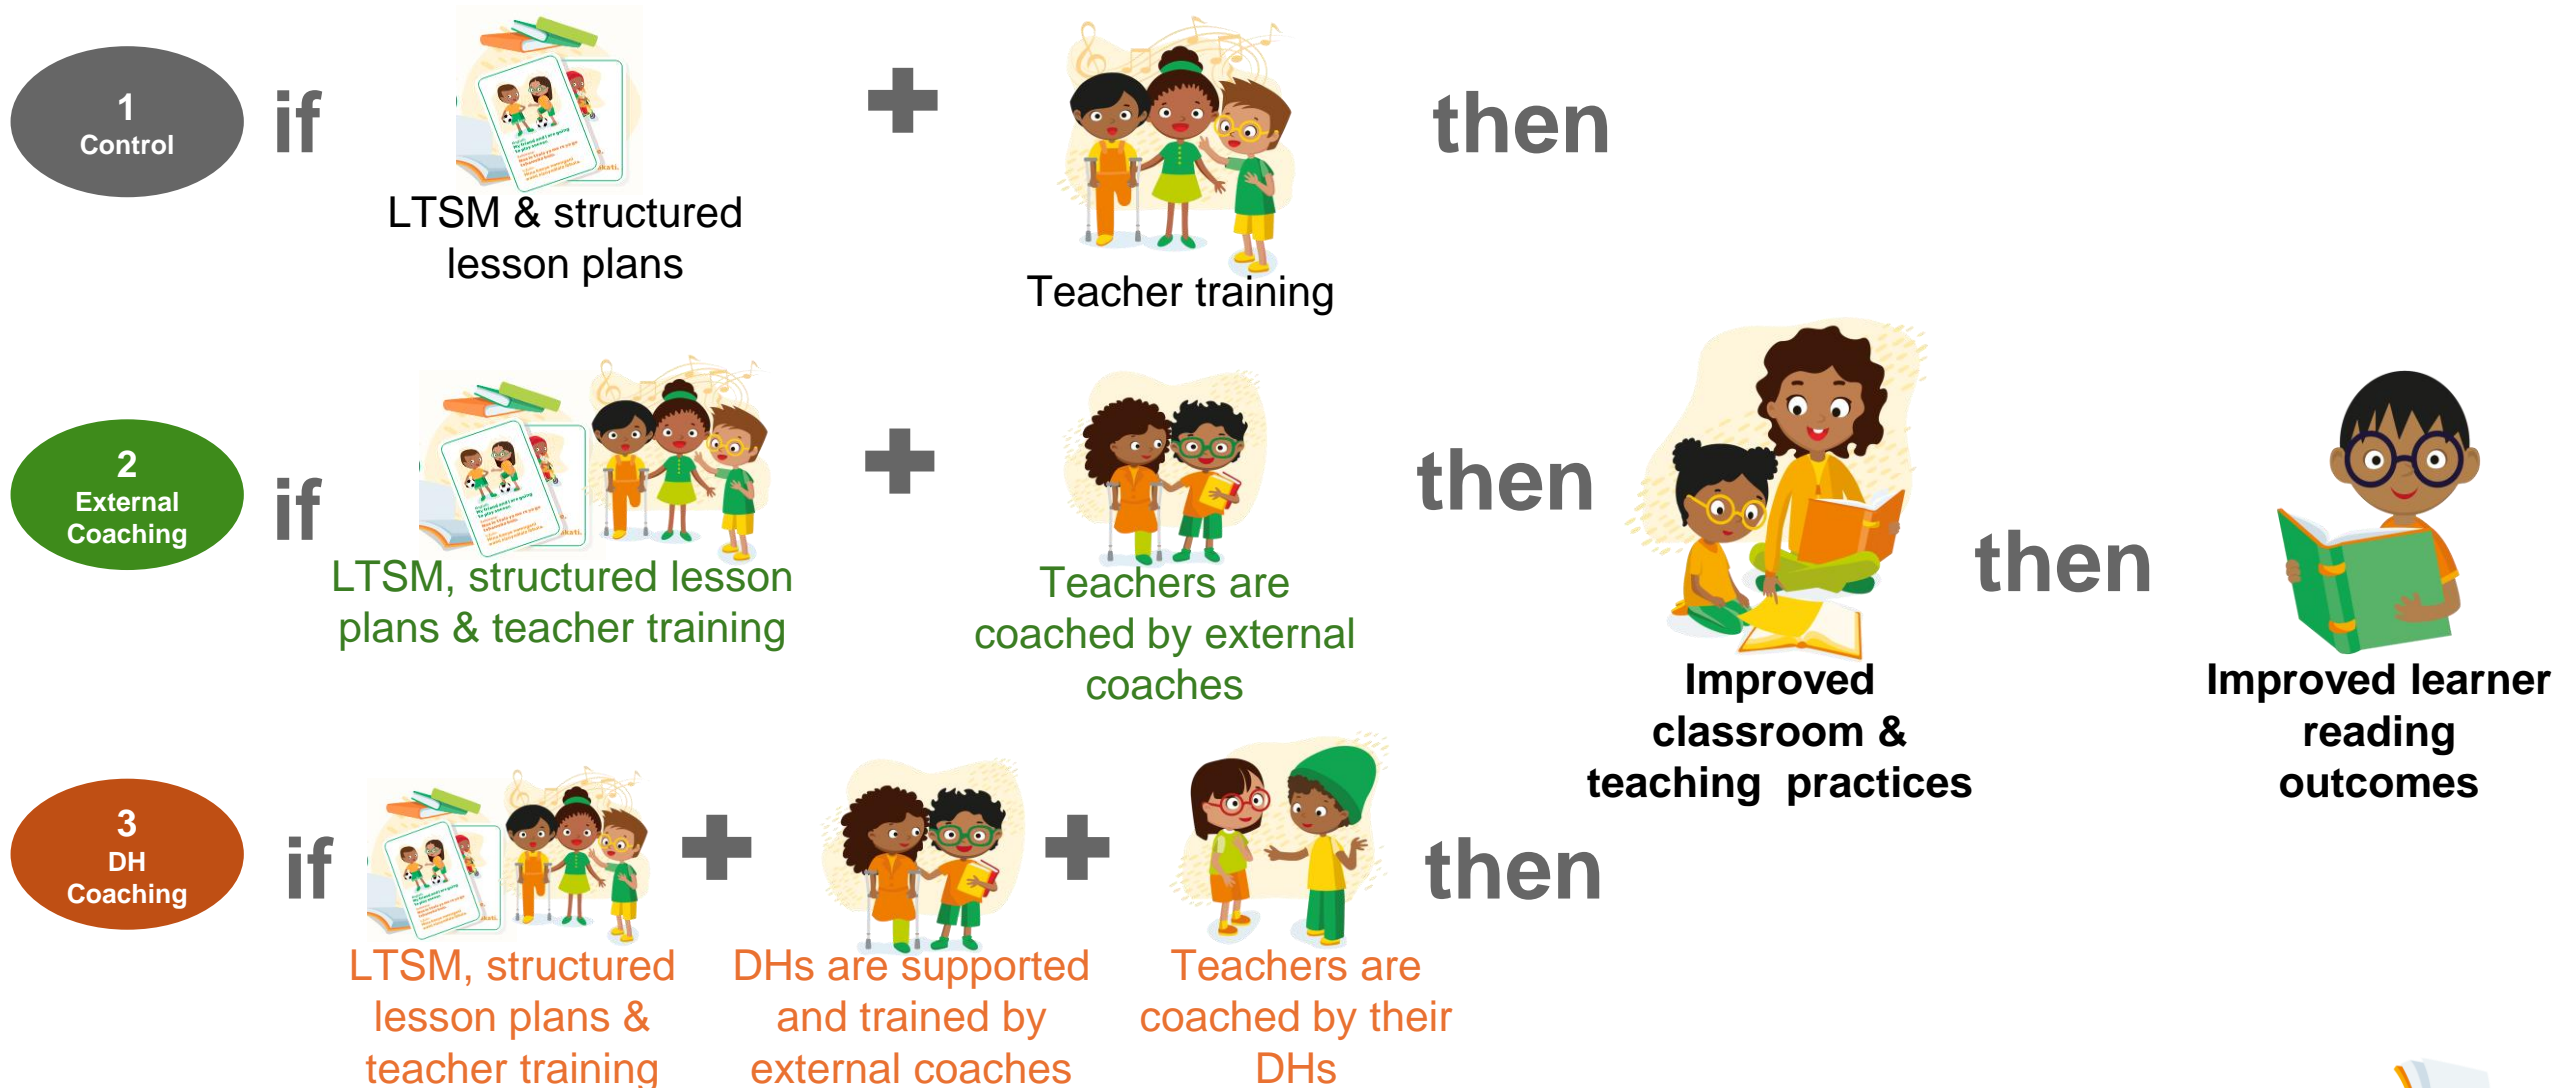 1
Control
if
LTSM & structured
lesson plans
+
Teacher training
then
2
External
Coaching
if
LTSM, structured lesson
plans & teacher training
+
Teachers are
coached by external
coaches
then
Improved
classroom &
teaching practices
then
Improved learner
reading
outcomes
3
DH
Coaching
if
LTSM, structured
lesson plans &
teacher training
+
DHs are supported
and trained by
external coaches
+
Teachers are
coached by their
DHs
then